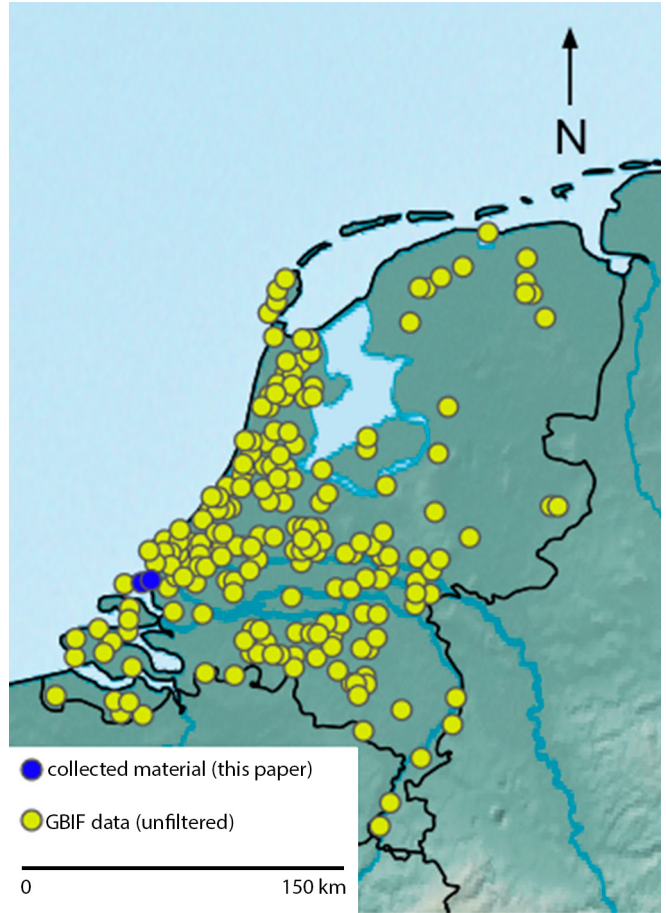 N
collected material (this paper)
GBIF data (unfiltered)
0 150 km